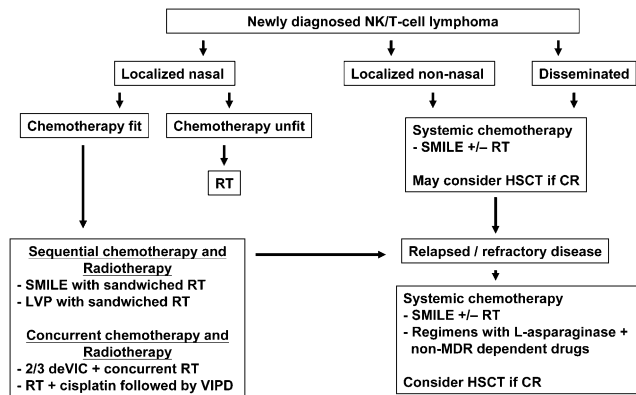 Newly diagnosed NK/T-cell lymphoma
Localized nasal
Localized non-nasal
Disseminated
Chemotherapy fit
Chemotherapy unfit
RT
Systemic chemotherapy
- SMILE +/– RT
May consider HSCT if CR
Sequential chemotherapy and
Radiotherapy
- SMILE with sandwiched RT
- LVP with sandwiched RT
Concurrent chemotherapy and
Radiotherapy
- 2/3 deVIC + concurrent RT
- RT + cisplatin followed by VIPD
Relapsed / refractory disease
Systemic chemotherapy
- SMILE +/– RT
- Regimens with L-asparaginase +
non-MDR dependent drugs
Consider HSCT if CR